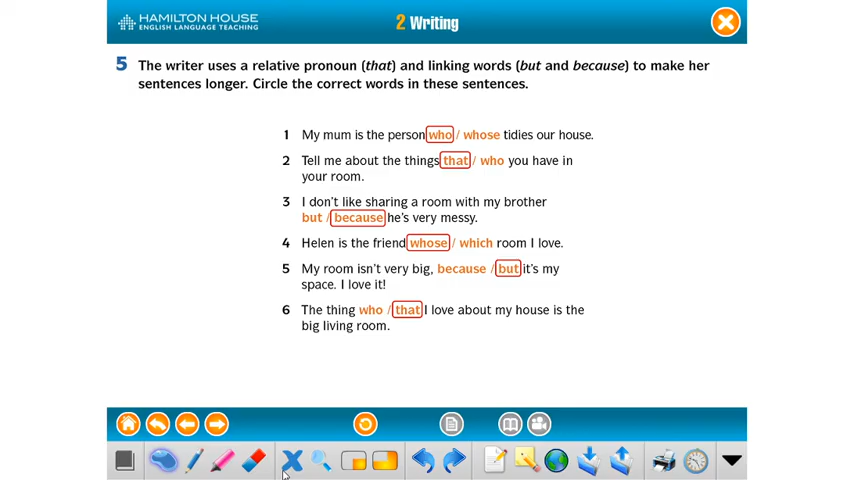 HAMILTON HOUSE
ENGLISH LANGUAGE TEACHING
2 Writing
5 The writer uses a relative pronoun (that) and linking words (but and because) to make her
sentences longer. Circle the correct words in these sentences.
1 My mum is the person who / whose tidies our house.
2 Tell me about the things that / who you have in
your room.
3 I don't like sharing a room with my brother
but / because he's very messy.
4 Helen is the friend whose / which room I love.
5 My room isn't very big, because / but it's my
space. I love it!
6 The thing who / that I love about my house is the
big living room.